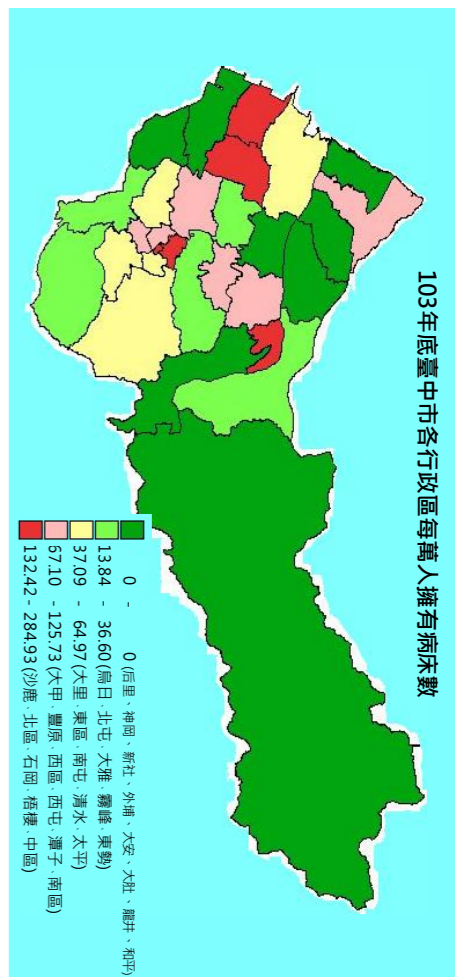 103年底臺中市各行政區每萬人擁有病床數
0 - 0 (后里、神岡、新社、外埔、大安、大肚、龍井、和平)
13.84 - 36.60 (烏日、北屯、大雅、霧峰、東勢)
37.09 - 64.97 (大里、東區、南屯、清水、太平)
67.10 - 125.73 (大甲、豐原、西區、西屯、潭子、南區)
132.42 - 284.93 (沙鹿、北區、石岡、梧棲、中區)